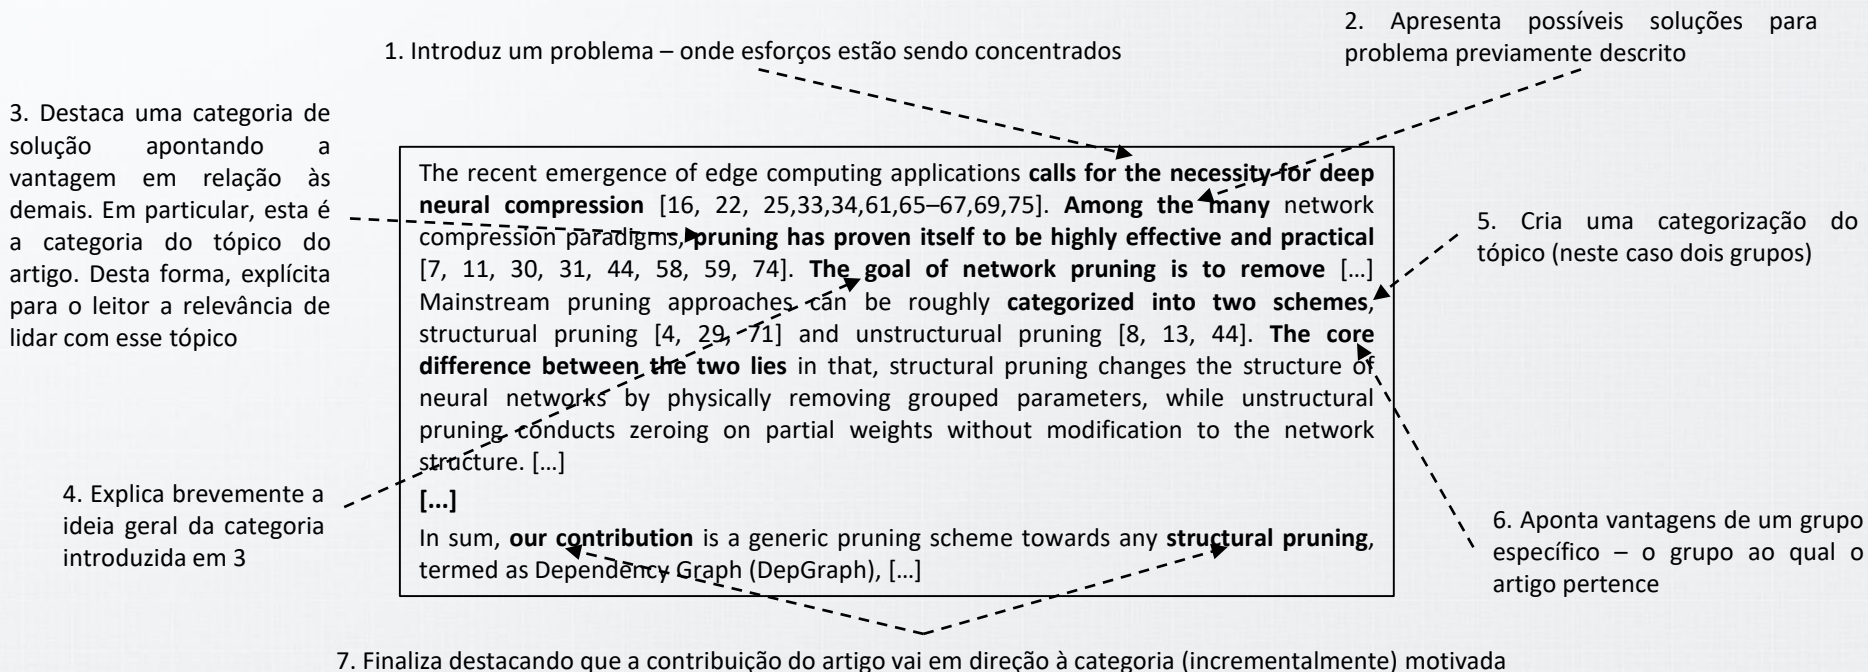 1. Introduz um problema – onde esforços estão sendo concentrados
2. Apresenta possíveis soluções para
problema previamente descrito
3. Destaca uma categoria de
solução apontando a
vantagem em relação às
demais. Em particular, esta é
a categoria do tópico do
artigo. Desta forma, explícita
para o leitor a relevância de
lidar com esse tópico
The recent emergence of edge computing applications calls for the necessity for deep
neural compression [16, 22, 25,33,34,61,65–67,69,75]. Among the many network
compression paradigms, pruning has proven itself to be highly effective and practical
[7, 11, 30, 31, 44, 58, 59, 74]. The goal of network pruning is to remove […]
Mainstream pruning approaches can be roughly categorized into two schemes,
structurual pruning [4, 29, 71] and unstructurual pruning [8, 13, 44]. The core
difference between the two lies in that, structural pruning changes the structure of
neural networks by physically removing grouped parameters, while unstructural
pruning conducts zeroing on partial weights without modification to the network
structure. […]
[...]
In sum, our contribution is a generic pruning scheme towards any structural pruning,
termed as Dependency Graph (DepGraph), […]
5. Cria uma categorização do
tópico (neste caso dois grupos)
4. Explica brevemente a
ideia geral da categoria
introduzida em 3
6. Aponta vantagens de um grupo
específico – o grupo ao qual o
artigo pertence
7. Finaliza destacando que a contribuição do artigo vai em direção à categoria (incrementalmente) motivada